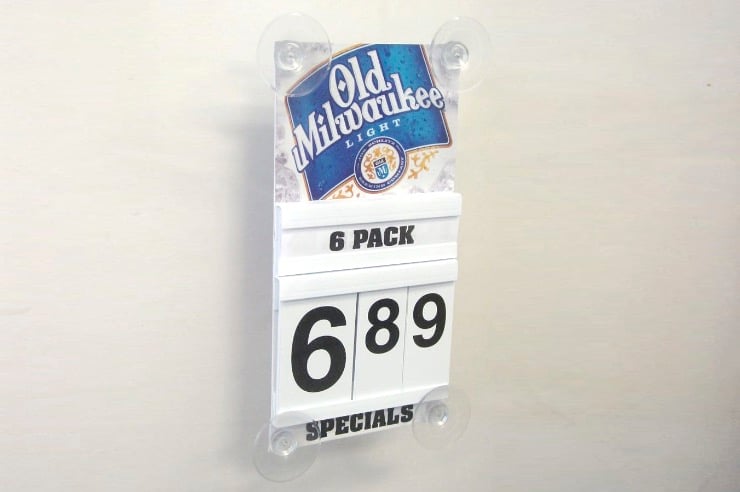 Old
Milwaukee
LIGHT
6 PACK
6 89
SPECIALS